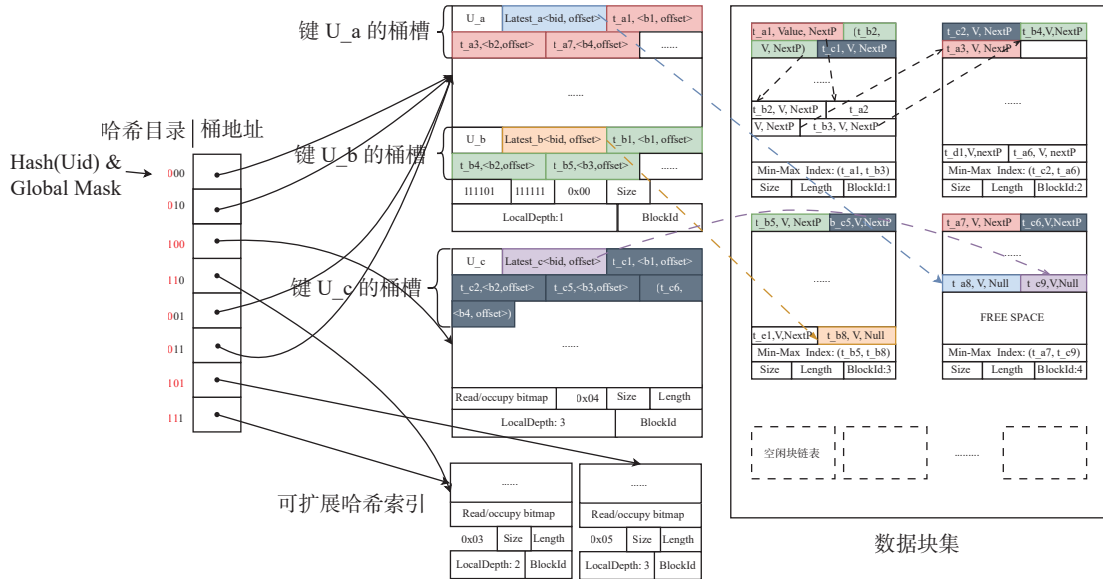 键 U_a 的桶槽
U_a
Latest_a<bid, offset>
t_a1, <b1, offset>
t_a3,<b2,offset>
t_a7,<b4,offset>
......
......
键 U_b 的桶槽
U_b
Latest_b<bid, offset>
t_b1, <b1, offset>
t_b4,<b2,offset>
t_b5,<b3,offset>
......
111101
111111
0x00
Size
LocalDepth:1
BlockId
哈希目录
桶地址
Hash(Uid) &
Global Mask
000
010
100
110
001
011
101
111
键 U_c 的桶槽
U_c
Latest_c<bid, offset>
t_c1, <b1, offset>
t_c2,<b2,offset>
t_c5,<b3,offset>
(t_c6,
<b4, offset>)
......
Read/occupy bitmap
0x04
Size
Length
LocalDepth: 3
BlockId
可扩展哈希索引
......
Read/occupy bitmap
0x03
Size
Length
LocalDepth: 2
BlockId
......
Read/occupy bitmap
0x05
Size
Length
LocalDepth: 3
BlockId
t_a1, Value, NextP
(t_b2,
V, NextP)
t_c1, V, NextP
......
t_b2, V, NextP
t_a2
V, NextP
t_b3, V, NextP
Min-Max Index: (t_a1, t_b3)
Size
Length
BlockId:1
t_c2, V, NextP
t_b4,V,NextP
t_a3, V, NextP
......
t_d1,V,nextP
t_a6, V, nextP
Min-Max Index: (t_c2, t_a6)
Size
Length
BlockId:2
t_b5, V, NextP
b_c5,V,NextP
......
t_e1,V,NextP
t_b8, V, Null
Min-Max Index: (t_b5, t_b8)
Size
Length
BlockId:3
t_a7, V, NextP
t_c6,V,NextP
t_a8, V, Null
t_c9,V,Null
FREE SPACE
Min-Max Index: (t_a7, t_c9)
Size
Length
BlockId:4
空闲块链表
.........
数据块集